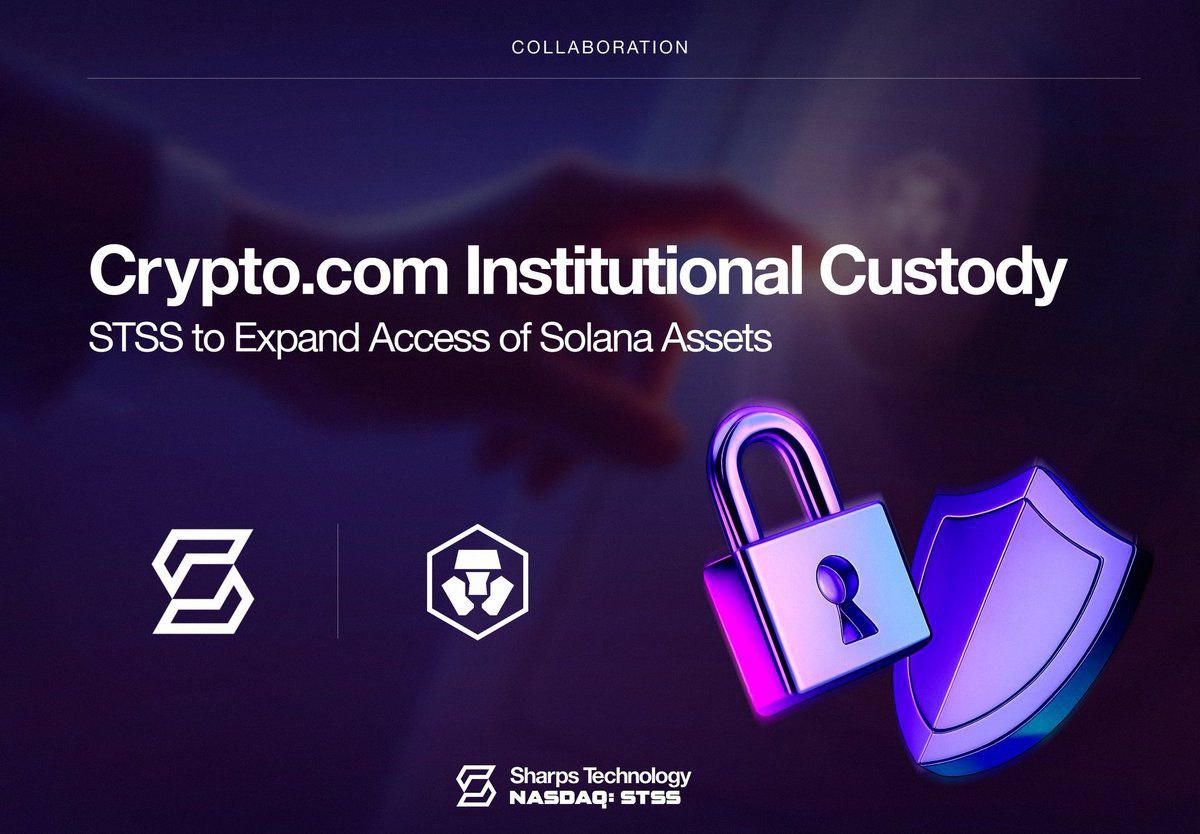 COLLABORATION
Crypto.com Institutional Custody
STSS to Expand Access of Solana Assets
Sharps Technology
NASDAQ: STSS